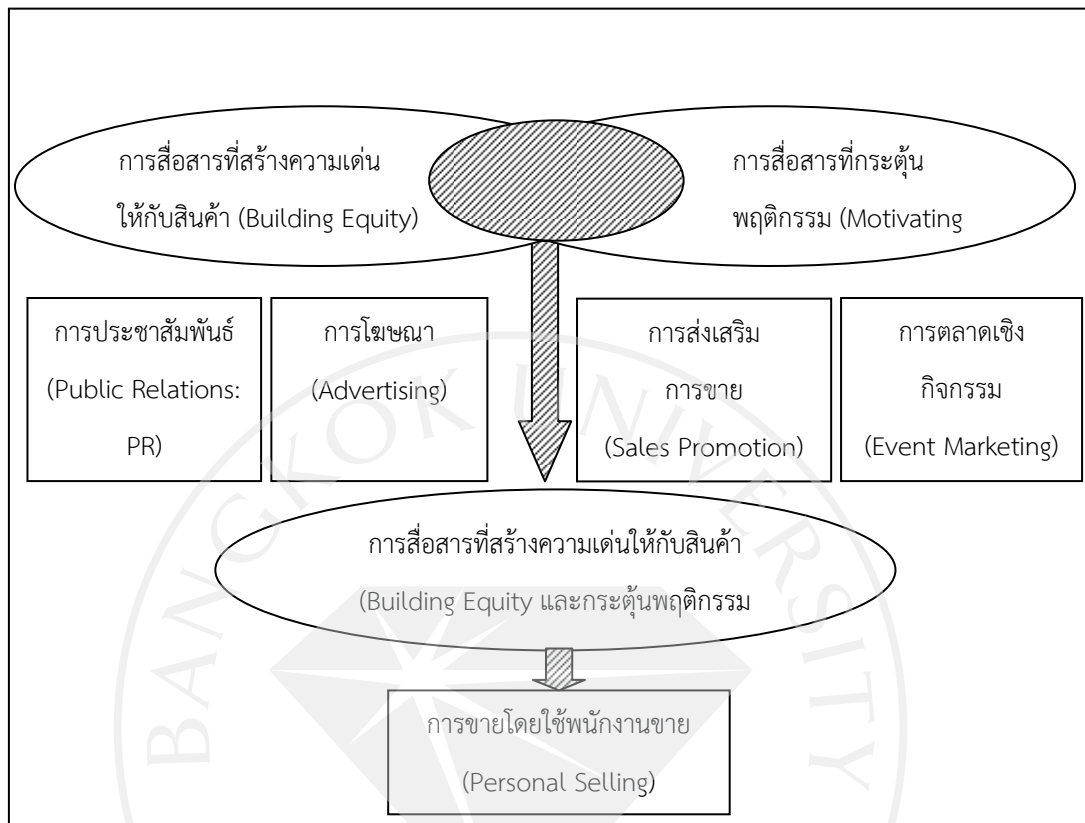 การสื่อสารที่สร้างความเด่น
ให้กับสินค้า (Building Equity)
การสื่อสารที่กระตุ้น
พฤติกรรม (Motivating
การประชาสัมพันธ์
(Public Relations:
PR)
การโฆษณา
(Advertising)
การส่งเสริม
การขาย
(Sales Promotion)
การตลาดเชิง
กิจกรรม
(Event Marketing)
การสื่อสารที่สร้างความเด่นให้กับสินค้า
(Building Equity และกระตุ้นพฤติกรรม
การขายโดยใช้พนักงานขาย
(Personal Selling)
BANGKOK UNIVERSITY